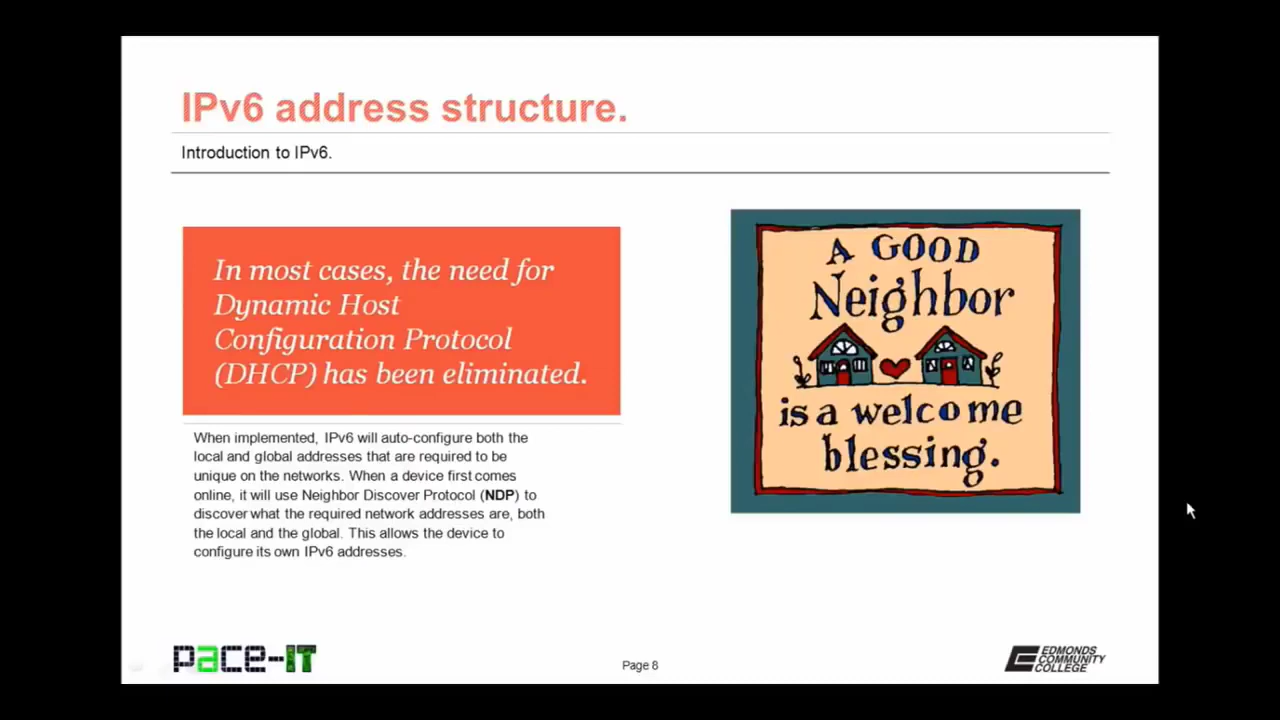 IPv6 address structure.
Introduction to IPv6.
In most cases, the need for
Dynamic Host
Configuration Protocol
(DHCP) has been eliminated.
When implemented, IPv6 will auto-configure both the
local and global addresses that are required to be
unique on the networks. When a device first comes
online, it will use Neighbor Discover Protocol (NDP) to
discover what the required network addresses are, both
the local and the global. This allows the device to
configure its own IPv6 addresses.
A GOOD
Neighbor
is a welcome
blessing.
pace-IT
Page 8
EDMONDS
COMMUNITY
COLLEGE